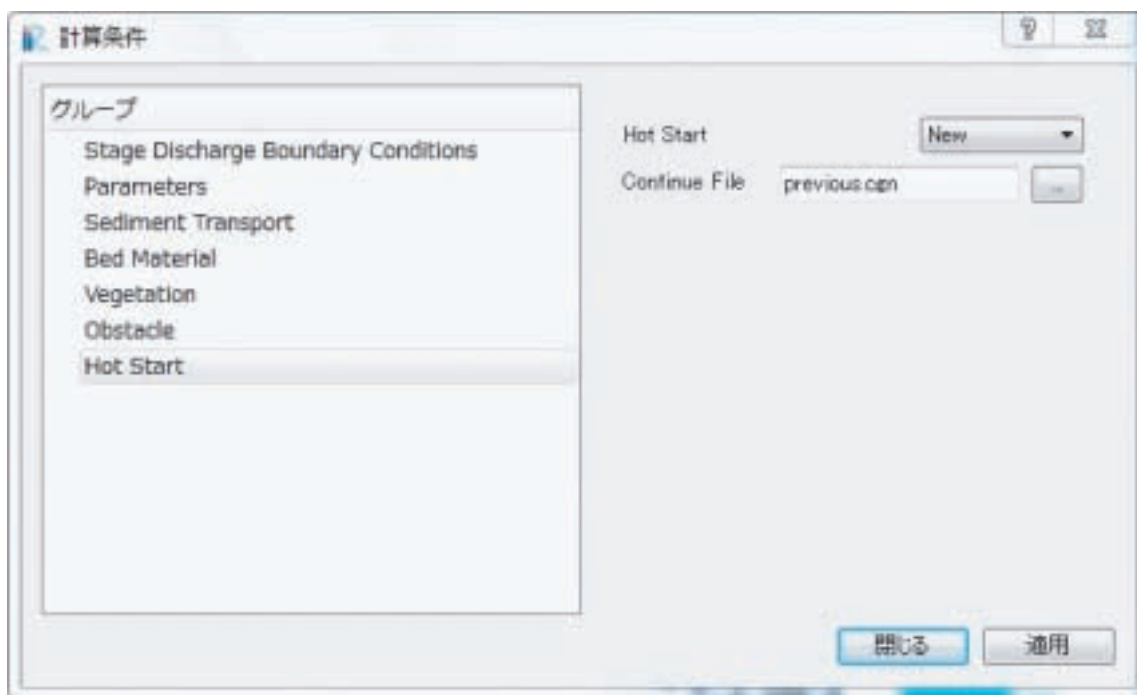 計算条件
グループ
Stage Discharge Boundary Conditions
Parameters
Sediment Transport
Bed Material
Vegetation
Obstacle
Hot Start
Hot Start New
Continue File previous.cgn ...
閉じる 適用